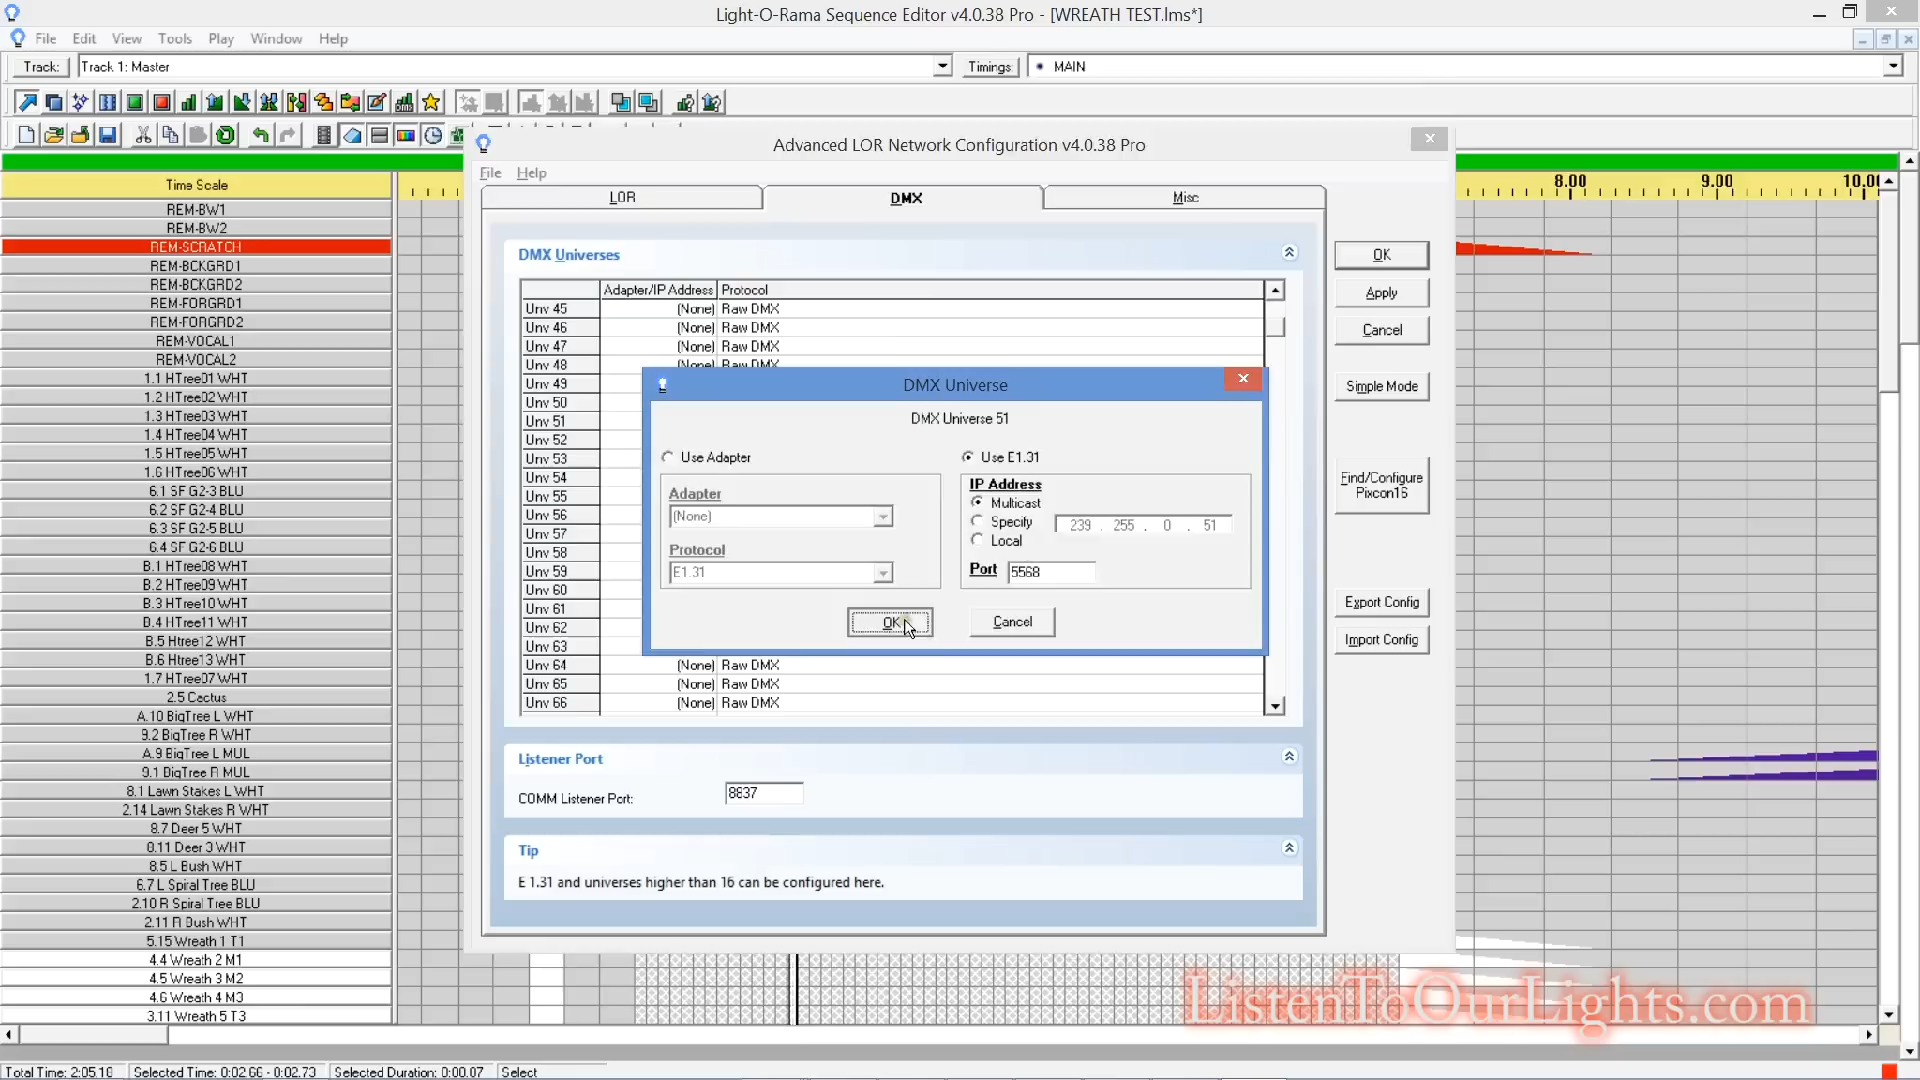 Light-O-Rama Sequence Editor v4.0.38 Pro - [WREATH TEST.lms*]
File Edit View Tools Play Window Help
Track: Track 1: Master Timings: MAIN
Advanced LOR Network Configuration v4.0.38 Pro
File Help
LOR DMX Misc
Time Scale
REM-BW1
REM-BW2
REM-SCRATCH
REM-BCKGRD1
REM-BCKGRD2
REM-FORGRD1
REM-FORGRD2
REM-VOCAL1
REM-VOCAL2
1.1 HTree01 WHT
1.2 HTree02 WHT
1.3 HTree03 WHT
1.4 HTree04 WHT
1.5 HTree05 WHT
1.6 HTree06 WHT
6.1 SF G2-3 BLU
6.2 SF G2-4 BLU
6.3 SF G2-5 BLU
6.4 SF G2-6 BLU
B.1 HTree08 WHT
B.2 HTree09 WHT
B.3 HTree10 WHT
B.4 HTree11 WHT
B.5 Htree12 WHT
B.6 Htree13 WHT
1.7 HTree07 WHT
2.5 Cactus
A.10 BigTree L WHT
9.2 BigTree R WHT
A.9 BigTree L MUL
9.1 BigTree R MUL
8.1 Lawn Stakes L WHT
2.14 Lawn Stakes R WHT
8.7 Deer 5 WHT
8.11 Deer 3 WHT
8.5 L Bush WHT
6.7 L Spiral Tree BLU
2.10 R Spiral Tree BLU
2.11 R Bush WHT
5.15 Wreath 1 T1
4.4 Wreath 2 M1
4.5 Wreath 3 M2
4.6 Wreath 4 M3
3.11 Wreath 5 T3
8.00 9.00 10.0
DMX Universes
Adapter/IP Address Protocol
Unv 45 (None) Raw DMX
Unv 46 (None) Raw DMX
Unv 47 (None) Raw DMX
Unv 48 (None) Raw DMX
Unv 49
Unv 50
Unv 51
Unv 52
Unv 53
Unv 54
Unv 55
Unv 56
Unv 57
Unv 58
Unv 59
Unv 60
Unv 61
Unv 62
Unv 63
Unv 64 (None) Raw DMX
Unv 65 (None) Raw DMX
Unv 66 (None) Raw DMX
DMX Universe
DMX Universe 51
Use Adapter
Adapter
(None)
Protocol
E1.31
Use E1.31
IP Address
Multicast
Specify 239 . 255 . 0 . 51
Local
Port 5568
OK Cancel
OK
Apply
Cancel
Simple Mode
Find/Configure
Pixcon16
Export Config
Import Config
Listener Port
COMM Listener Port: 8837
Tip
E1.31 and universes higher than 16 can be configured here.
ListenToOurLights.com
Total Time: 2:05.18 Selected Time: 0:02.66 - 0:02.73 Selected Duration: 0:00.07 Select